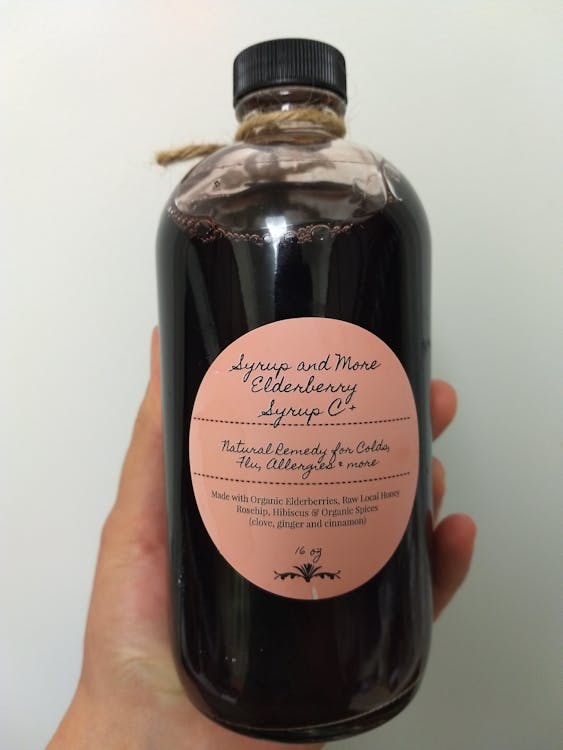 Syrup and More
Elderberry
Syrup C+
Natural Remedy for Colds,
Flu, Allergies & more
Made with Organic Elderberries, Raw Local Honey
Rosehip, Hibiscus & Organic Spices
(clove, ginger and cinnamon)
16 oz